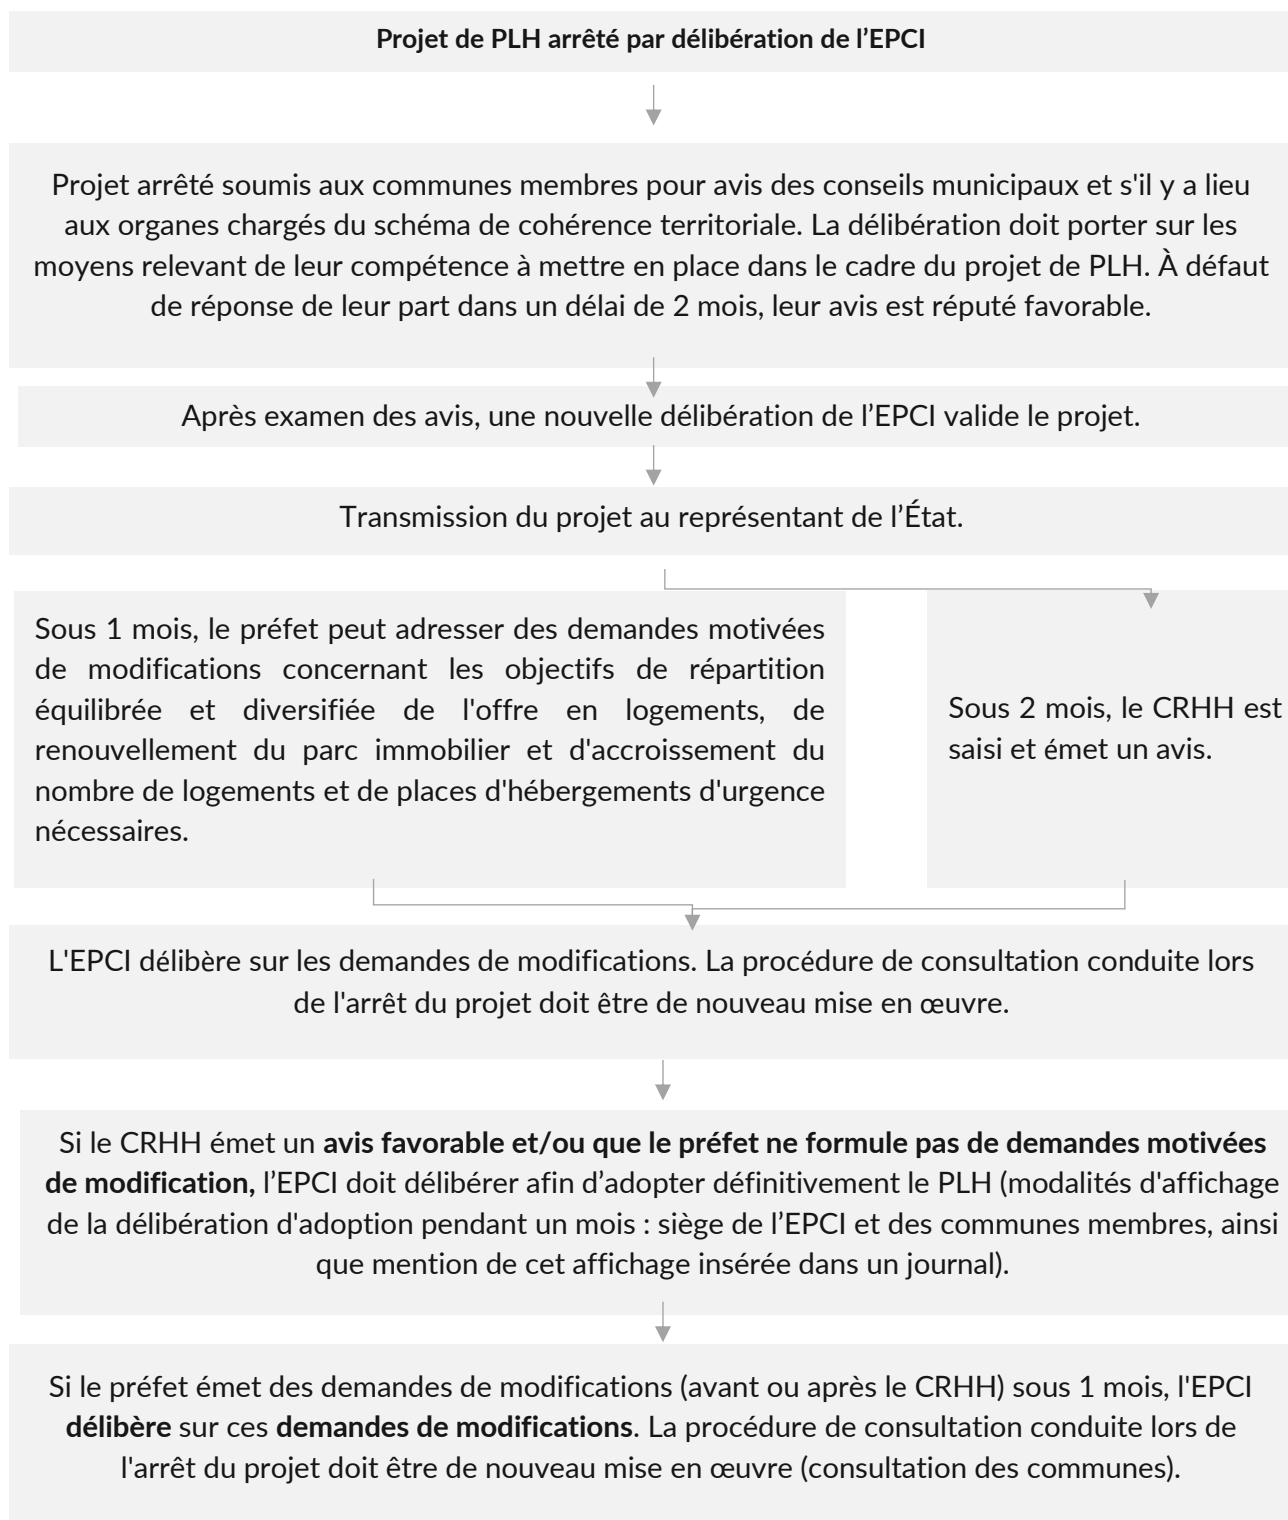 Projet de PLH arrêté par délibération de l’EPCI
Projet arrêté soumis aux communes membres pour avis des conseils municipaux et s'il y a lieu
aux organes chargés du schéma de cohérence territoriale. La délibération doit porter sur les
moyens relevant de leur compétence à mettre en place dans le cadre du projet de PLH. À défaut
de réponse de leur part dans un délai de 2 mois, leur avis est réputé favorable.
Après examen des avis, une nouvelle délibération de l’EPCI valide le projet.
Transmission du projet au représentant de l’État.
Sous 1 mois, le préfet peut adresser des demandes motivées
de modifications concernant les objectifs de répartition
équilibrée et diversifiée de l'offre en logements, de
renouvellement du parc immobilier et d'accroissement du
nombre de logements et de places d'hébergements d'urgence
nécessaires.
Sous 2 mois, le CRHH est
saisi et émet un avis.
L'EPCI délibère sur les demandes de modifications. La procédure de consultation conduite lors
de l'arrêt du projet doit être de nouveau mise en œuvre.
Si le CRHH émet un avis favorable et/ou que le préfet ne formule pas de demandes motivées
de modification, l’EPCI doit délibérer afin d’adopter définitivement le PLH (modalités d'affichage
de la délibération d'adoption pendant un mois : siège de l’EPCI et des communes membres, ainsi
que mention de cet affichage insérée dans un journal).
Si le préfet émet des demandes de modifications (avant ou après le CRHH) sous 1 mois, l'EPCI
délibère sur ces demandes de modifications. La procédure de consultation conduite lors de
l'arrêt du projet doit être de nouveau mise en œuvre (consultation des communes).